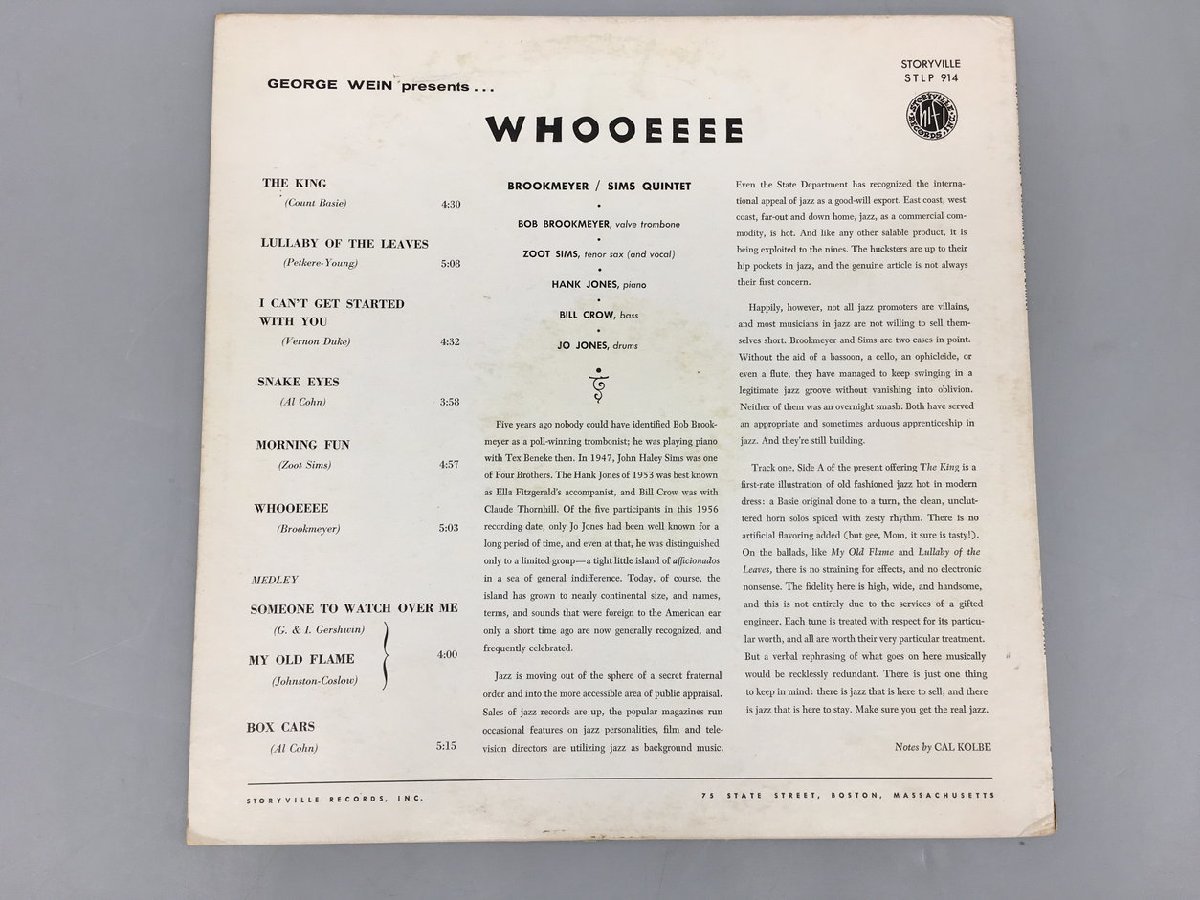 GEORGE WEIN presents . . .
STORYVILLE
STLP 914
STORYVILLE RECORDS, INC.
WHOOEEEE
THE KING
(Count Basie) 4:30
LULLABY OF THE LEAVES
(Petkere-Young) 5:08
I CAN'T GET STARTED
WITH YOU
(Vernon Duke) 4:32
SNAKE EYES
(Al Cohn) 3:58
MORNING FUN
(Zoot Sims) 4:57
WHOOEEEE
(Brookmeyer) 5:03
MEDLEY
SOMEONE TO WATCH OVER ME
(G. & I. Gershwin)
MY OLD FLAME
(Johnston-Coslow)
4:00
BOX CARS
(Al Cohn) 5:15
BROOKMEYER / SIMS QUINTET
BOB BROOKMEYER, valve trombone
ZOOT SIMS, tenor sax (and vocal)
HANK JONES, piano
BILL CROW, bass
JO JONES, drums
Five years ago nobody could have identified Bob Brook-
meyer as a poll-winning trombonist; he was playing piano
with Tex Beneke then. In 1947, John Haley Sims was one
of Four Brothers. The Hank Jones of 1953 was best known
as Ella Fitzgerald's accompanist, and Bill Crow was with
Claude Thornhill. Of the five participants in this 1956
recording date, only Jo Jones had been well known for a
long period of time, and even at that, he was distinguished
only to a limited group—a tight little island of afficionados
in a sea of general indifference. Today, of course, the
island has grown to nearly continental size, and names,
terms, and sounds that were foreign to the American ear
only a short time ago are now generally recognized, and
frequently celebrated.
Jazz is moving out of the sphere of a secret fraternal
order and into the more accessible area of public appraisal.
Sales of jazz records are up, the popular magazines run
occasional features on jazz personalities, film and tele-
vision directors are utilizing jazz as background music.
Even the State Department has recognized the interna-
tional appeal of jazz as a good-will export. East coast, west
coast, far-out and down home, jazz, as a commercial com-
modity, is hot. And like any other salable product, it is
being exploited to the nines. The hucksters are up to their
hip pockets in jazz, and the genuine article is not always
their first concern.
Happily, however, not all jazz promoters are villains,
and most musicians in jazz are not willing to sell them-
selves short. Brookmeyer and Sims are two cases in point.
Without the aid of a bassoon, a cello, an ophicleide, or
even a flute, they have managed to keep swinging in a
legitimate jazz groove without vanishing into oblivion.
Neither of them was an overnight smash. Both have served
an appropriate and sometimes arduous apprenticeship in
jazz. And they're still building.
Track one, Side A of the present offering The King is a
first-rate illustration of old fashioned jazz hot in modern
dress: a Basie original done to a turn, the clean, unclut-
tered horn solos spiced with zesty rhythm. There is no
artificial flavoring added (but gee, Mom, it sure is tasty!).
On the ballads, like My Old Flame and Lullaby of the
Leaves, there is no straining for effects, and no electronic
nonsense. The fidelity here is high, wide, and handsome,
and this is not entirely due to the services of a gifted
engineer. Each tune is treated with respect for its particu-
lar worth, and all are worth their very particular treatment.
But a verbal rephrasing of what goes on here musically
would be recklessly redundant. There is just one thing
to keep in mind: there is jazz that is here to sell, and there
is jazz that is here to stay. Make sure you get the real jazz.
Notes by CAL KOLBE
STORYVILLE RECORDS, INC.
75 STATE STREET, BOSTON, MASSACHUSETTS